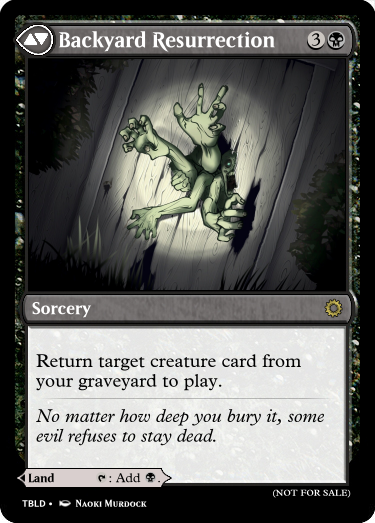 Backyard Resurrection 3
Sorcery
Return target creature card from
your graveyard to play.
No matter how deep you bury it, some
evil refuses to stay dead.
Land : Add .
(NOT FOR SALE)
TBLD • Naoki Murdock